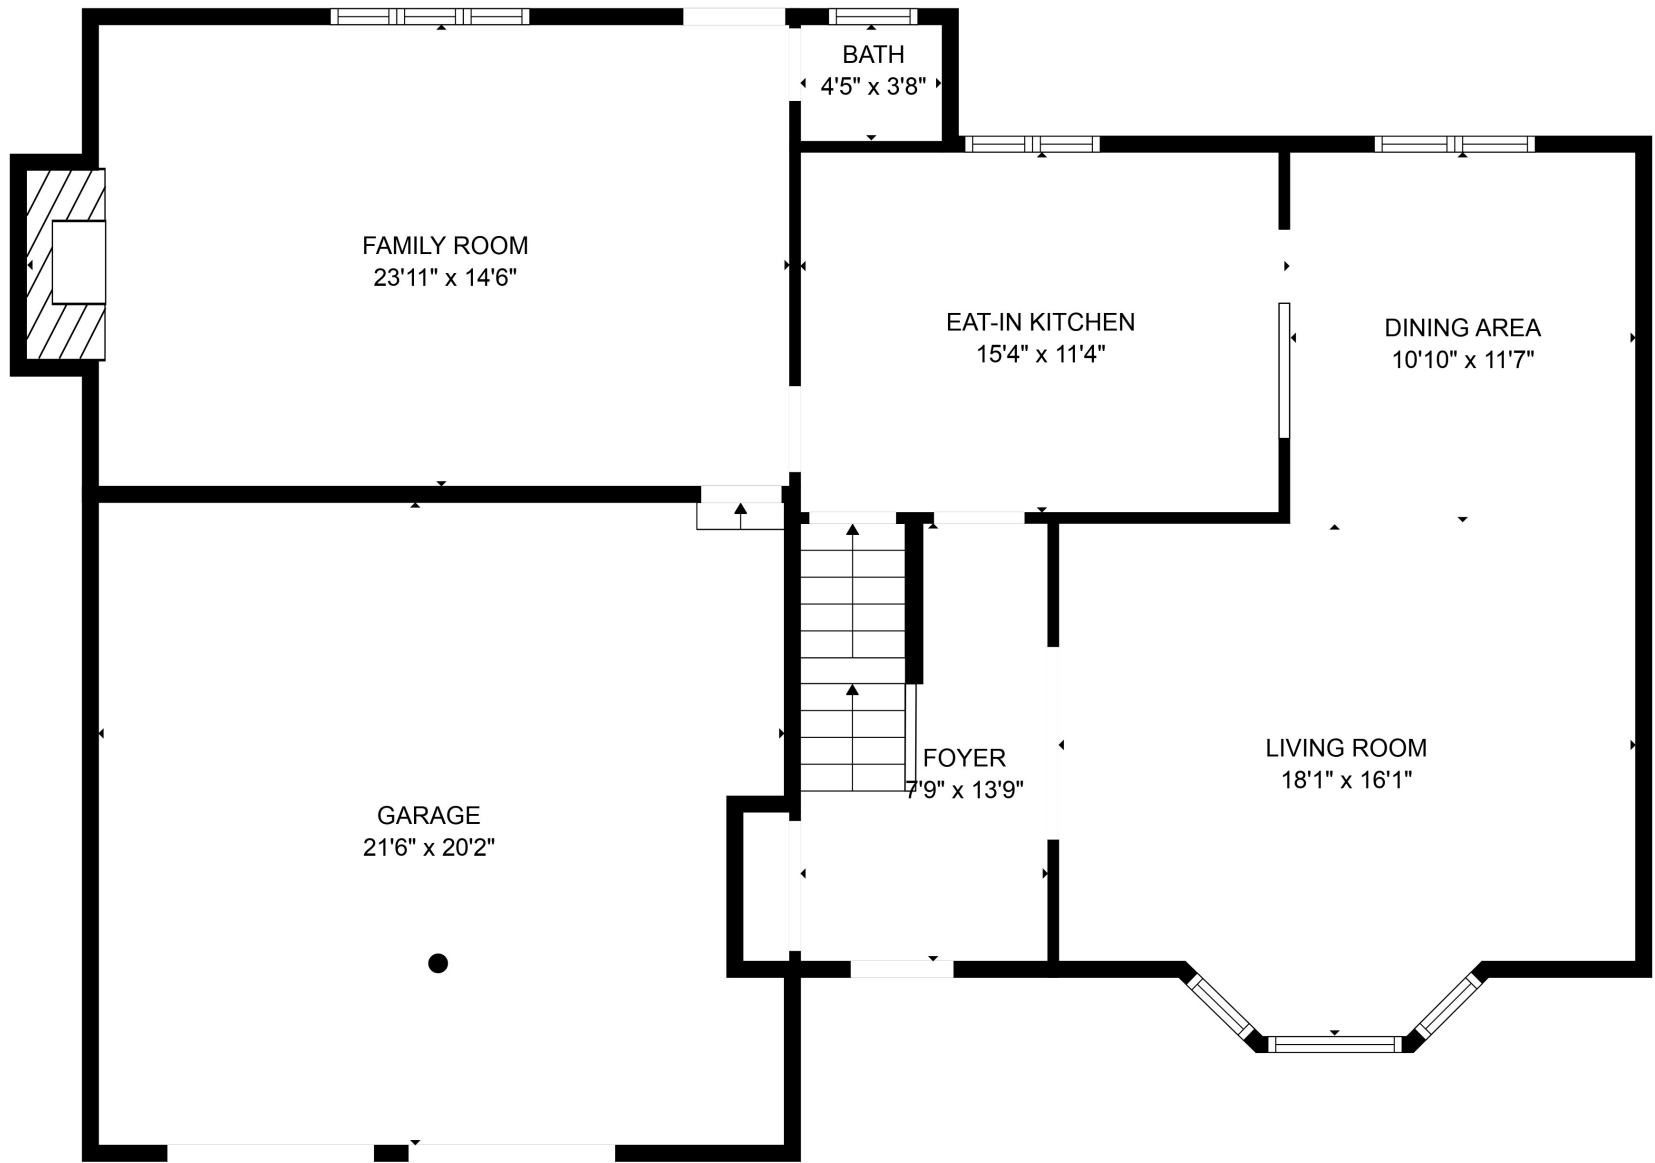 BATH
4'5" x 3'8"
FAMILY ROOM
23'11" x 14'6"
EAT-IN KITCHEN
15'4" x 11'4"
DINING AREA
10'10" x 11'7"
FOYER
7'9" x 13'9"
LIVING ROOM
18'1" x 16'1"
GARAGE
21'6" x 20'2"